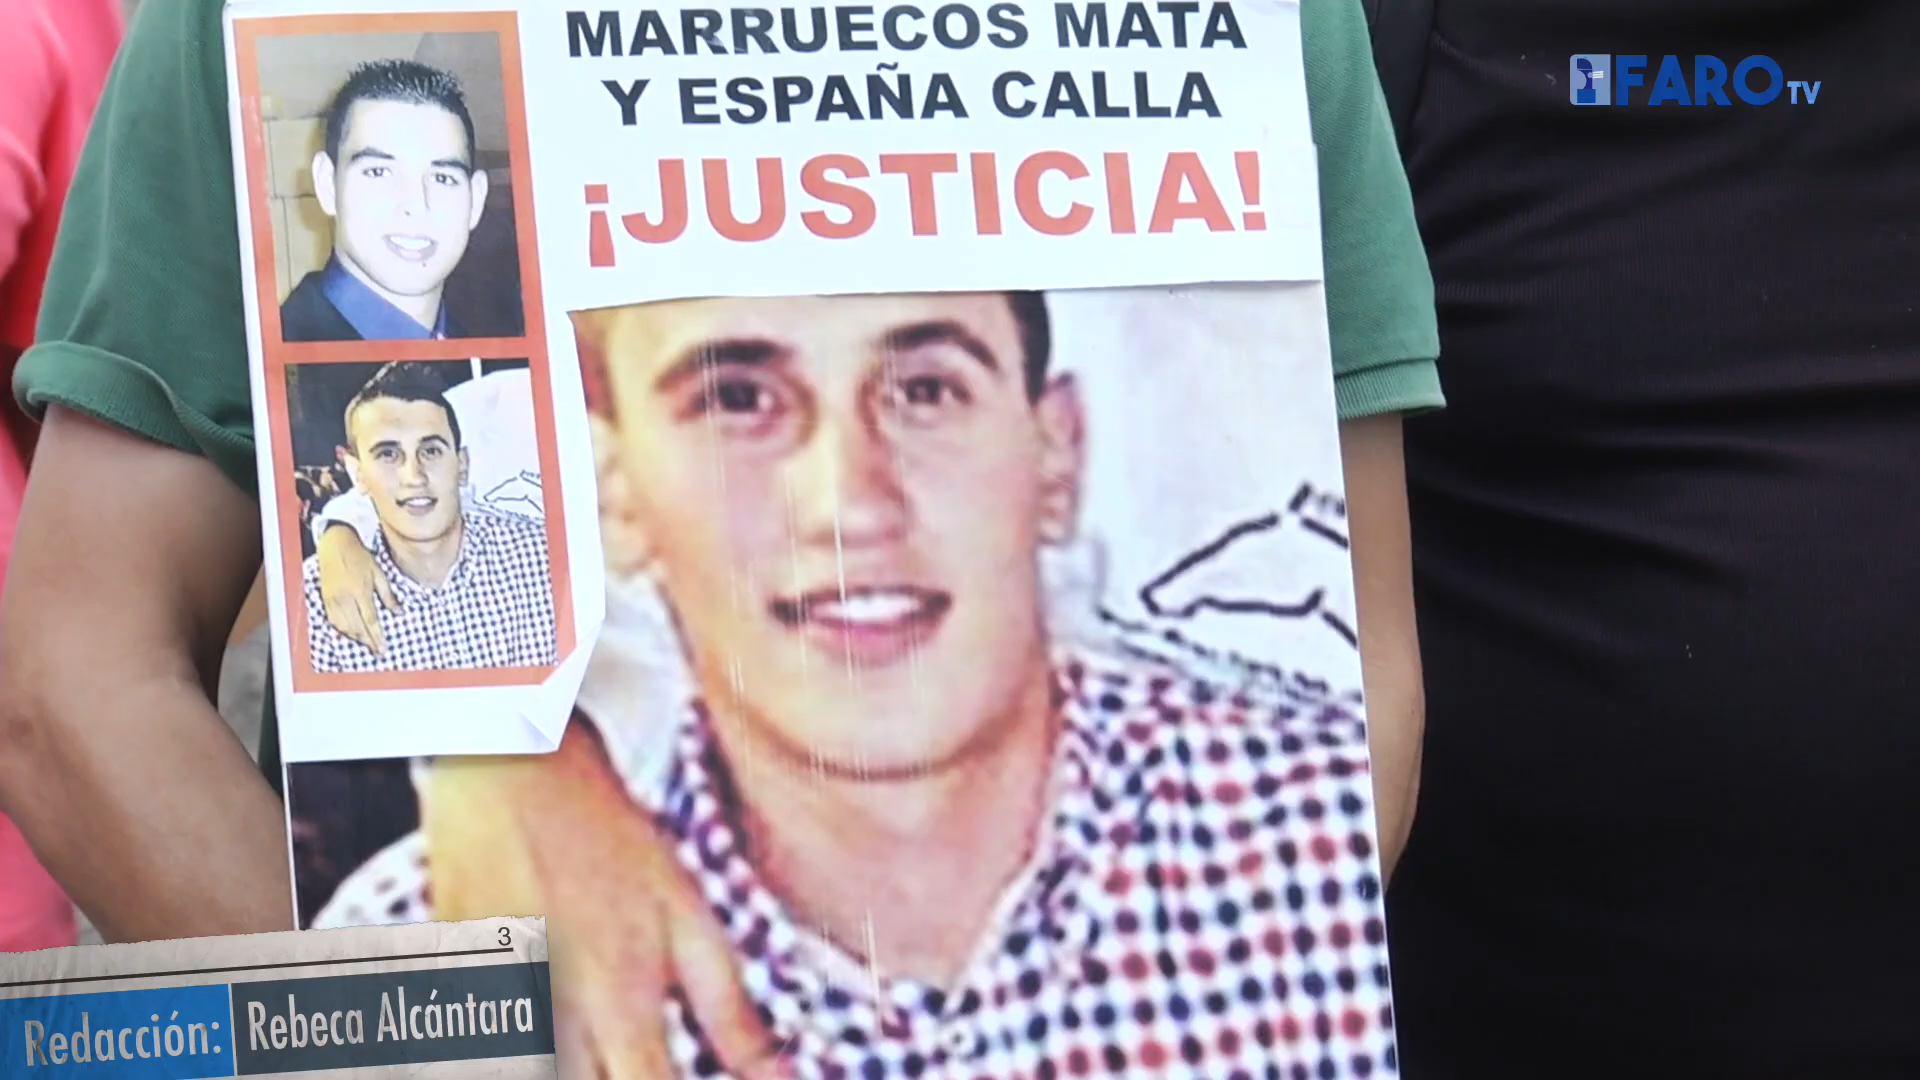 MARRUECOS MATA
Y ESPAÑA CALLA
¡JUSTICIA!
FARO TV
3
Redacción: Rebeca Alcántara